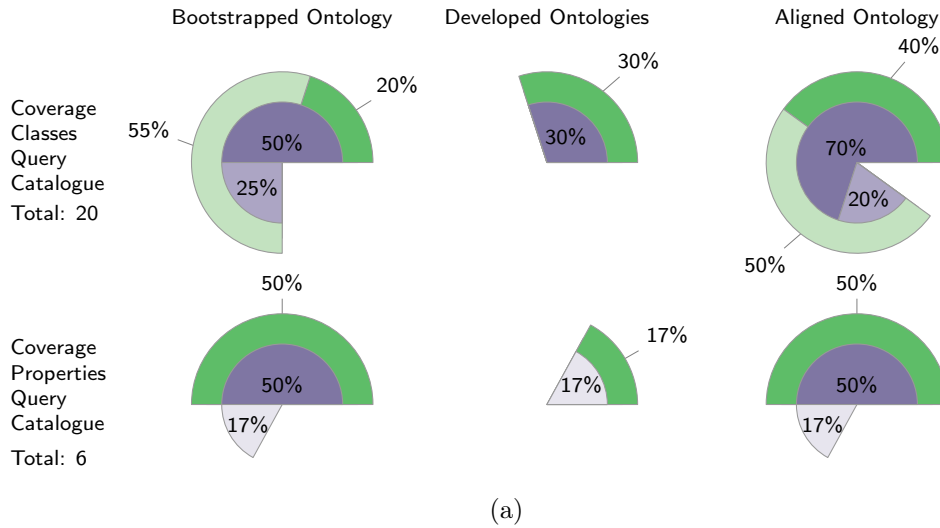 Bootstrapped Ontology
Developed Ontologies
Aligned Ontology
Coverage
Classes
Query
Catalogue
Total: 20
55%
20%
50%
25%
30%
30%
40%
70%
20%
50%
Coverage
Properties
Query
Catalogue
Total: 6
50%
50%
17%
17%
17%
50%
50%
17%
(a)